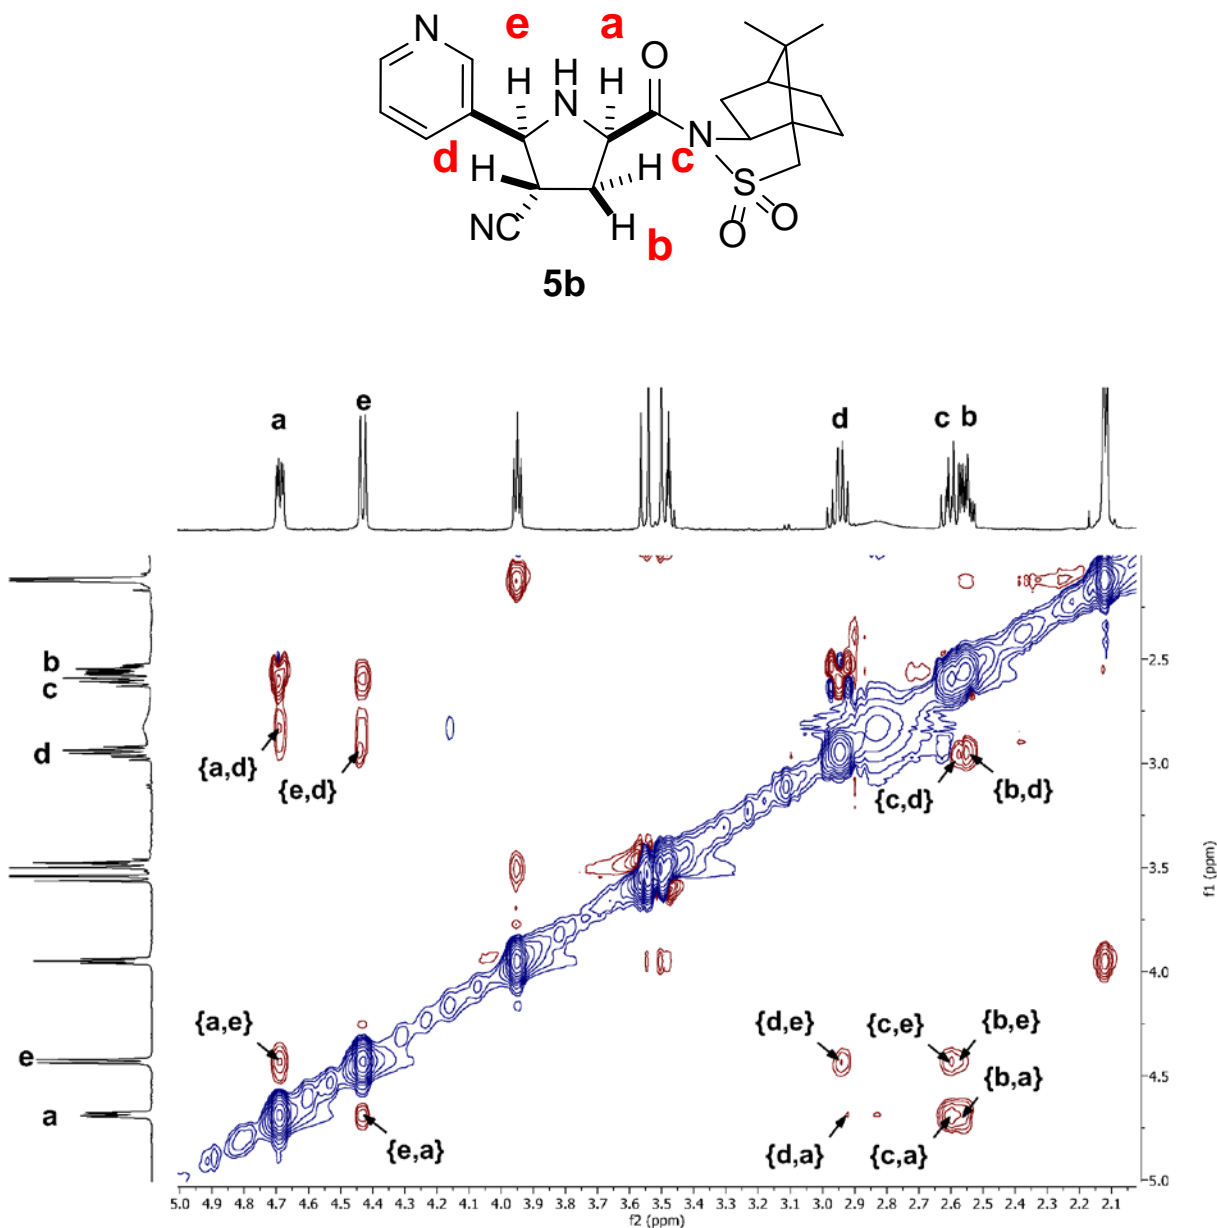 e a
N H H N H O
d H H c N
NC H b S O O
5b
a e d c b
b
c
d
e
a
{a,d} {e,d} {c,d} {b,d}
{a,e} {d,e} {c,e} {b,e}
{b,a}
{e,a} {d,a} {c,a}
2.5
3.0
3.5
4.0
4.5
5.0
f1 (ppm)
5.0 4.9 4.8 4.7 4.6 4.5 4.4 4.3 4.2 4.1 4.0 3.9 3.8 3.7 3.6 3.5 3.4 3.3 3.2 3.1 3.0 2.9 2.8 2.7 2.6 2.5 2.4 2.3 2.2 2.1
f2 (ppm)